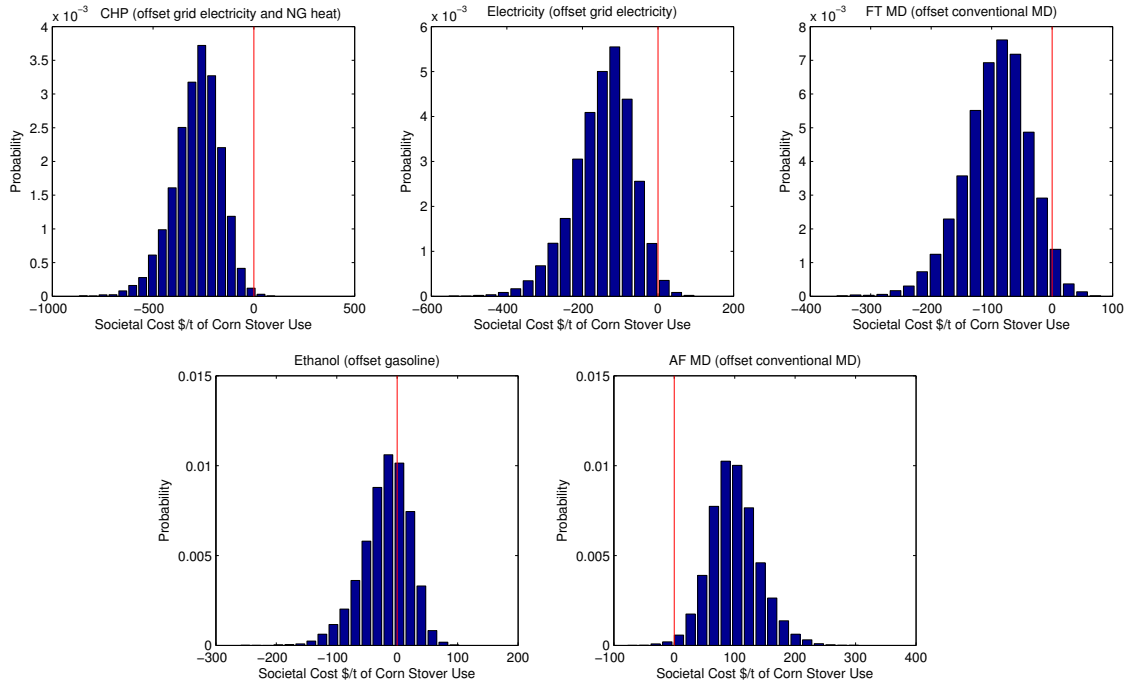 CHP (offset grid electricity and NG heat)
x 10⁻³
4
3.5
3
2.5
2
1.5
1
0.5
0
Probability
−1000 −500 0 500
Societal Cost $/t of Corn Stover Use
Electricity (offset grid electricity)
x 10⁻³
6
5
4
3
2
1
0
Probability
−600 −400 −200 0 200
Societal Cost $/t of Corn Stover Use
FT MD (offset conventional MD)
x 10⁻³
8
7
6
5
4
3
2
1
0
Probability
−400 −300 −200 −100 0 100
Societal Cost $/t of Corn Stover Use
Ethanol (offset gasoline)
0.015
0.01
0.005
0
Probability
−300 −200 −100 0 100 200
Societal Cost $/t of Corn Stover Use
AF MD (offset conventional MD)
0.015
0.01
0.005
0
Probability
−100 0 100 200 300 400
Societal Cost $/t of Corn Stover Use